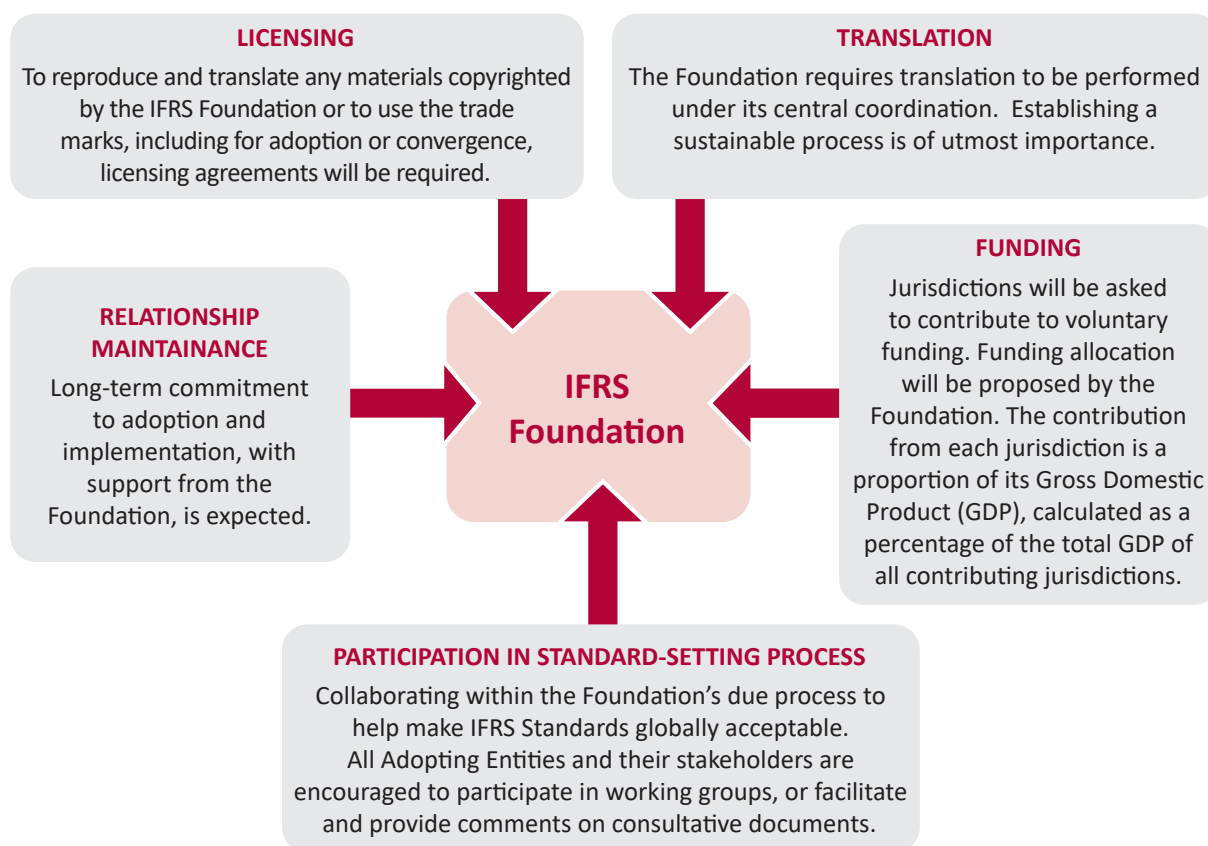 LICENSING
To reproduce and translate any materials copyrighted
by the IFRS Foundation or to use the trade
marks, including for adoption or convergence,
licensing agreements will be required.
TRANSLATION
The Foundation requires translation to be performed
under its central coordination.  Establishing a
sustainable process is of utmost importance.
RELATIONSHIP
MAINTAINANCE
Long-term commitment
to adoption and
implementation, with
support from the
Foundation, is expected.
IFRS
Foundation
FUNDING
Jurisdictions will be asked
to contribute to voluntary
funding. Funding allocation
will be proposed by the
Foundation. The contribution
from each jurisdiction is a
proportion of its Gross Domestic
Product (GDP), calculated as a
percentage of the total GDP of
all contributing jurisdictions.
PARTICIPATION IN STANDARD-SETTING PROCESS
Collaborating within the Foundation’s due process to
help make IFRS Standards globally acceptable.
All Adopting Entities and their stakeholders are
encouraged to participate in working groups, or facilitate
and provide comments on consultative documents.